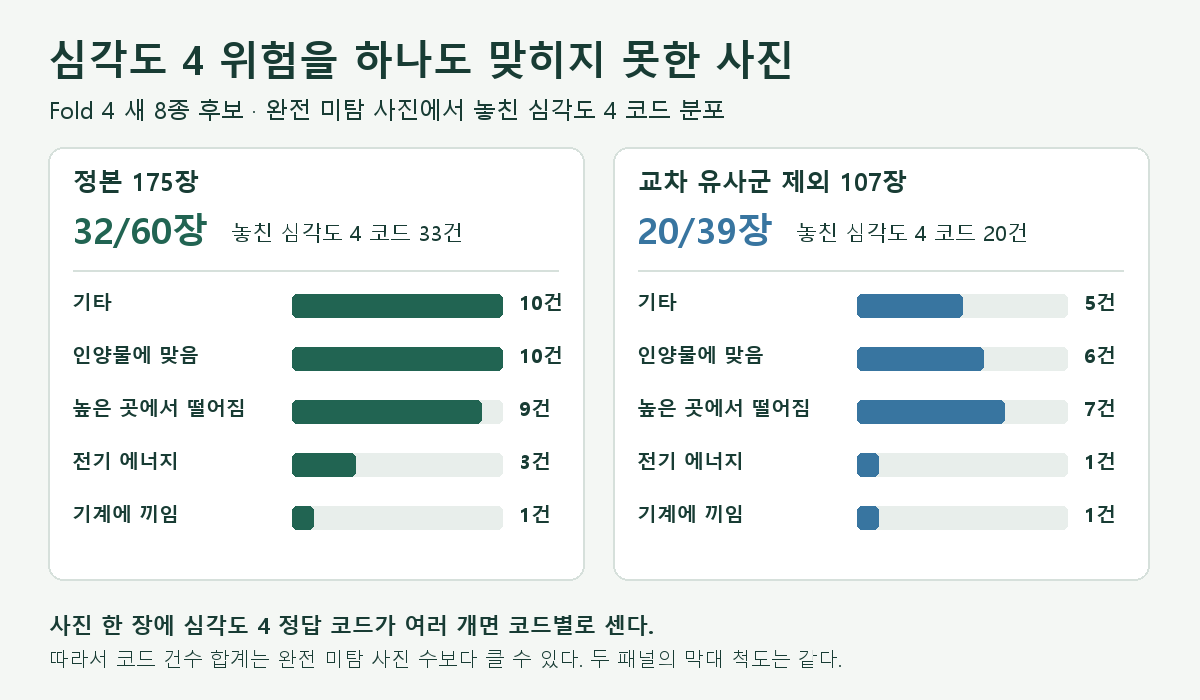 심각도 4 위험을 하나도 맞히지 못한 사진
Fold 4 새 8종 후보 · 완전 미탐 사진에서 놓친 심각도 4 코드 분포
정본 175장
32/60장 놓친 심각도 4 코드 33건
기타 10건
인양물에 맞음 10건
높은 곳에서 떨어짐 9건
전기 에너지 3건
기계에 끼임 1건
교차 유사군 제외 107장
20/39장 놓친 심각도 4 코드 20건
기타 5건
인양물에 맞음 6건
높은 곳에서 떨어짐 7건
전기 에너지 1건
기계에 끼임 1건
사진 한 장에 심각도 4 정답 코드가 여러 개면 코드별로 센다.
따라서 코드 건수 합계는 완전 미탐 사진 수보다 클 수 있다. 두 패널의 막대 척도는 같다.